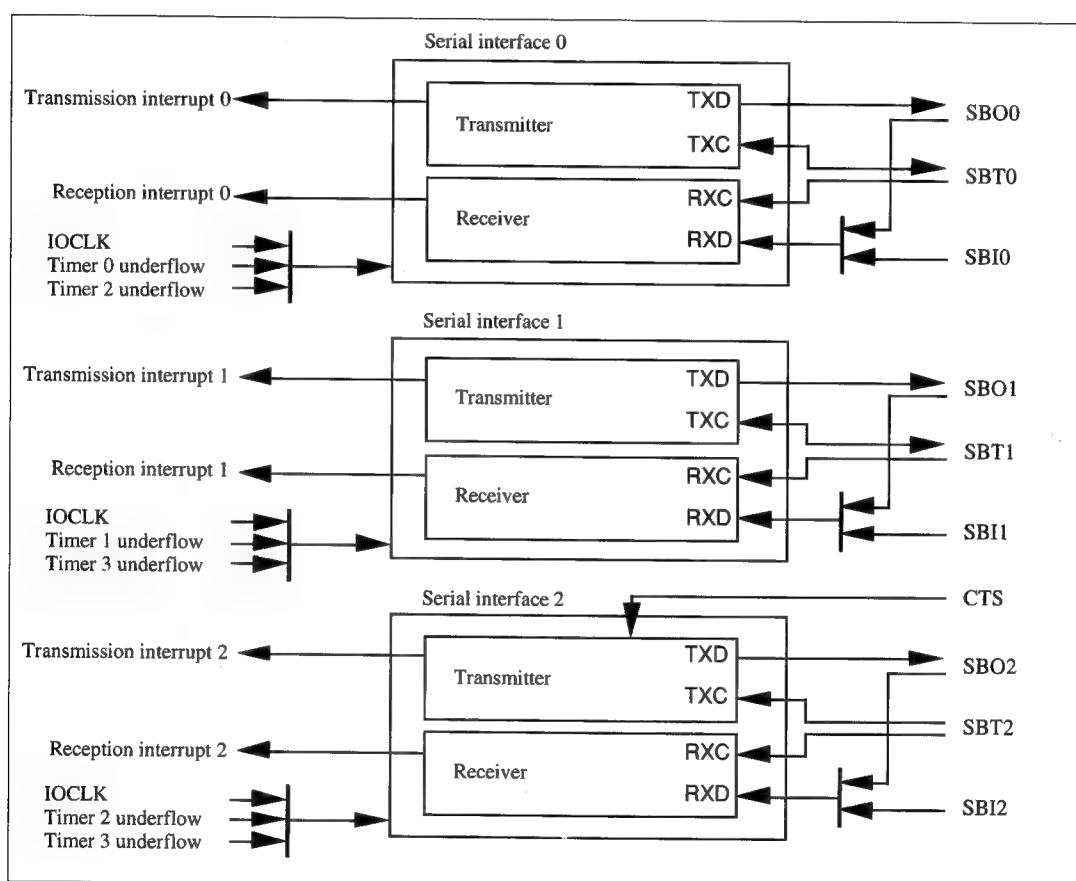 Serial interface 0
Transmission interrupt 0
Transmitter
TXD
TXC
SBO0
SBT0
Reception interrupt 0
Receiver
RXC
RXD
SBI0
IOCLK
Timer 0 underflow
Timer 2 underflow
Serial interface 1
Transmission interrupt 1
Transmitter
TXD
TXC
SBO1
SBT1
Reception interrupt 1
Receiver
RXC
RXD
SBI1
IOCLK
Timer 1 underflow
Timer 3 underflow
Serial interface 2
CTS
Transmission interrupt 2
Transmitter
TXD
TXC
SBO2
SBT2
Reception interrupt 2
Receiver
RXC
RXD
SBI2
IOCLK
Timer 2 underflow
Timer 3 underflow